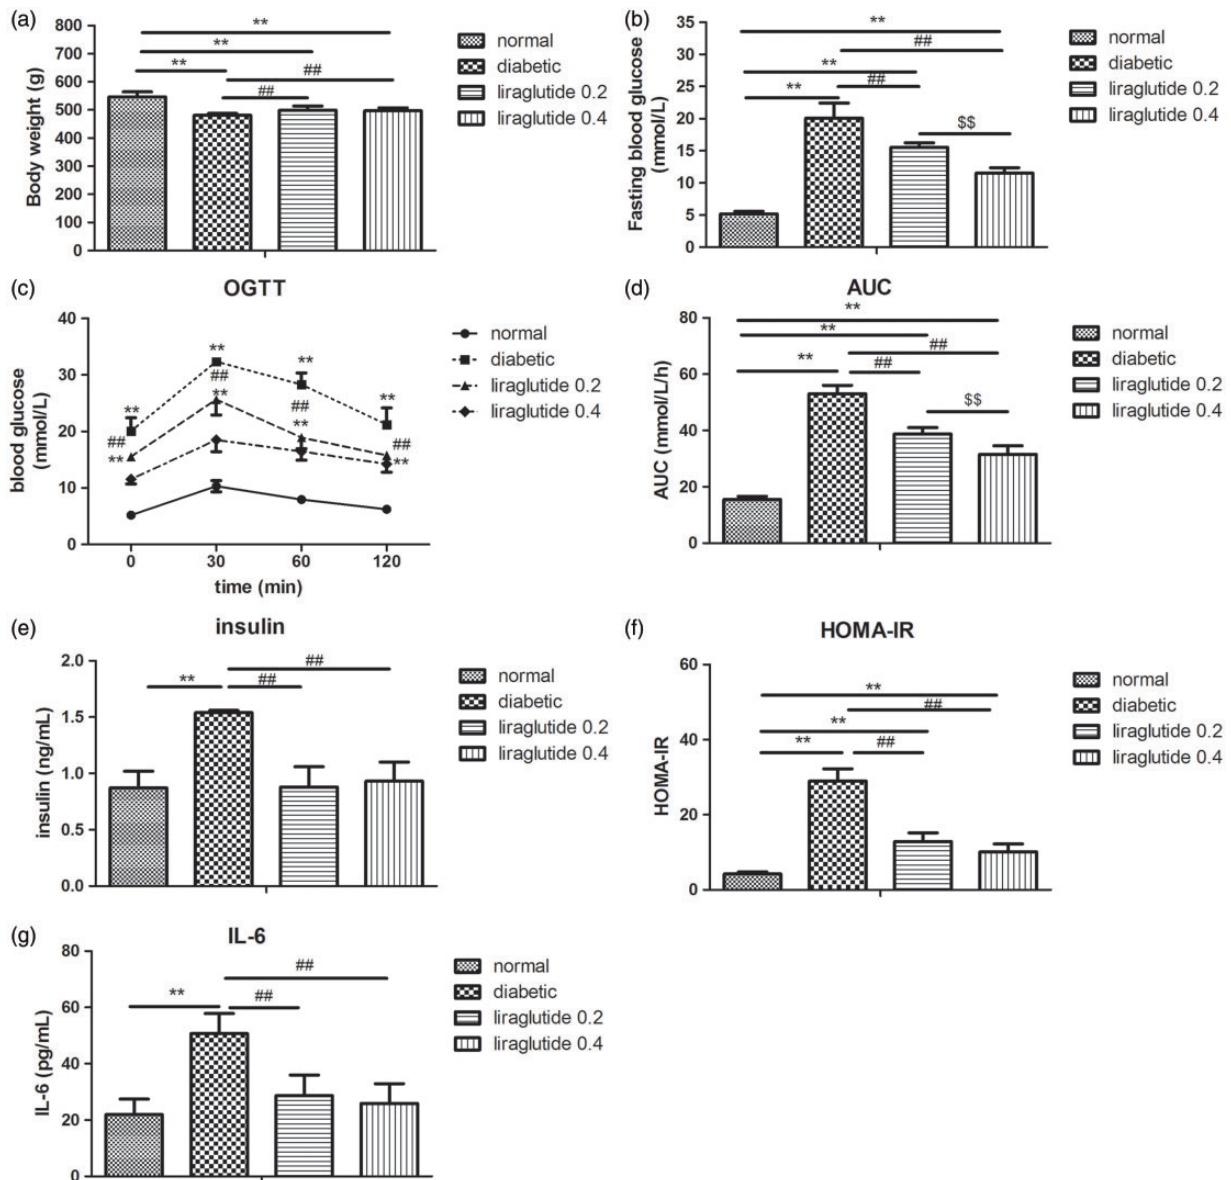 (a)
Body weight (g)
800
700
600
500
400
300
200
100
0
**
**
**
##
##
normal
diabetic
liraglutide 0.2
liraglutide 0.4
(b)
Fasting blood glucose
(mmol/L)
35
30
25
20
15
10
5
0
**
##
**
##
**
$$
normal
diabetic
liraglutide 0.2
liraglutide 0.4
(c)
OGTT
blood glucose
(mmol/L)
40
30
20
10
0
**
##
**
**
##
**
**
##
**
**
##
**
0 30 60 120
time (min)
normal
diabetic
liraglutide 0.2
liraglutide 0.4
(d)
AUC
AUC (mmol/L/h)
80
60
40
20
0
**
**
##
**
##
$$
normal
diabetic
liraglutide 0.2
liraglutide 0.4
(e)
insulin
insulin (ng/mL)
2.0
1.5
1.0
0.5
0.0
##
**
##
normal
diabetic
liraglutide 0.2
liraglutide 0.4
(f)
HOMA-IR
HOMA-IR
60
40
20
0
**
##
**
**
##
normal
diabetic
liraglutide 0.2
liraglutide 0.4
(g)
IL-6
IL-6 (pg/mL)
80
60
40
20
0
##
**
##
normal
diabetic
liraglutide 0.2
liraglutide 0.4